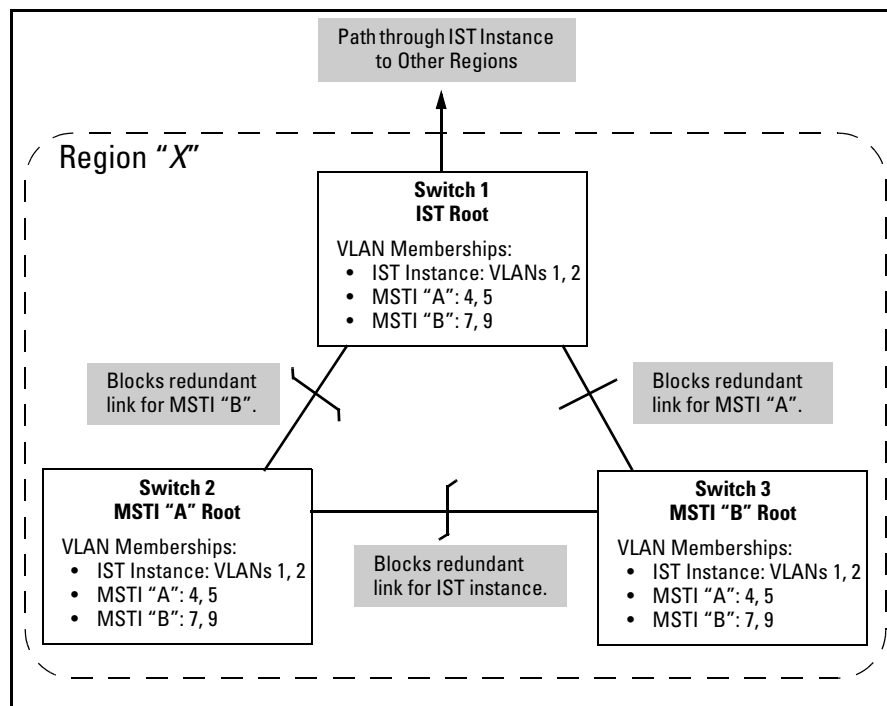 Path through IST Instance
to Other Regions
Region “X”
Switch 1
IST Root
VLAN Memberships:
• IST Instance: VLANs 1, 2
• MSTI “A”: 4, 5
• MSTI “B”: 7, 9
Blocks redundant
link for MSTI “B”.
Blocks redundant
link for MSTI “A”.
Switch 2
MSTI “A” Root
VLAN Memberships:
• IST Instance: VLANs 1, 2
• MSTI “A”: 4, 5
• MSTI “B”: 7, 9
Blocks redundant
link for IST instance.
Switch 3
MSTI “B” Root
VLAN Memberships:
• IST Instance: VLANs 1, 2
• MSTI “A”: 4, 5
• MSTI “B”: 7, 9